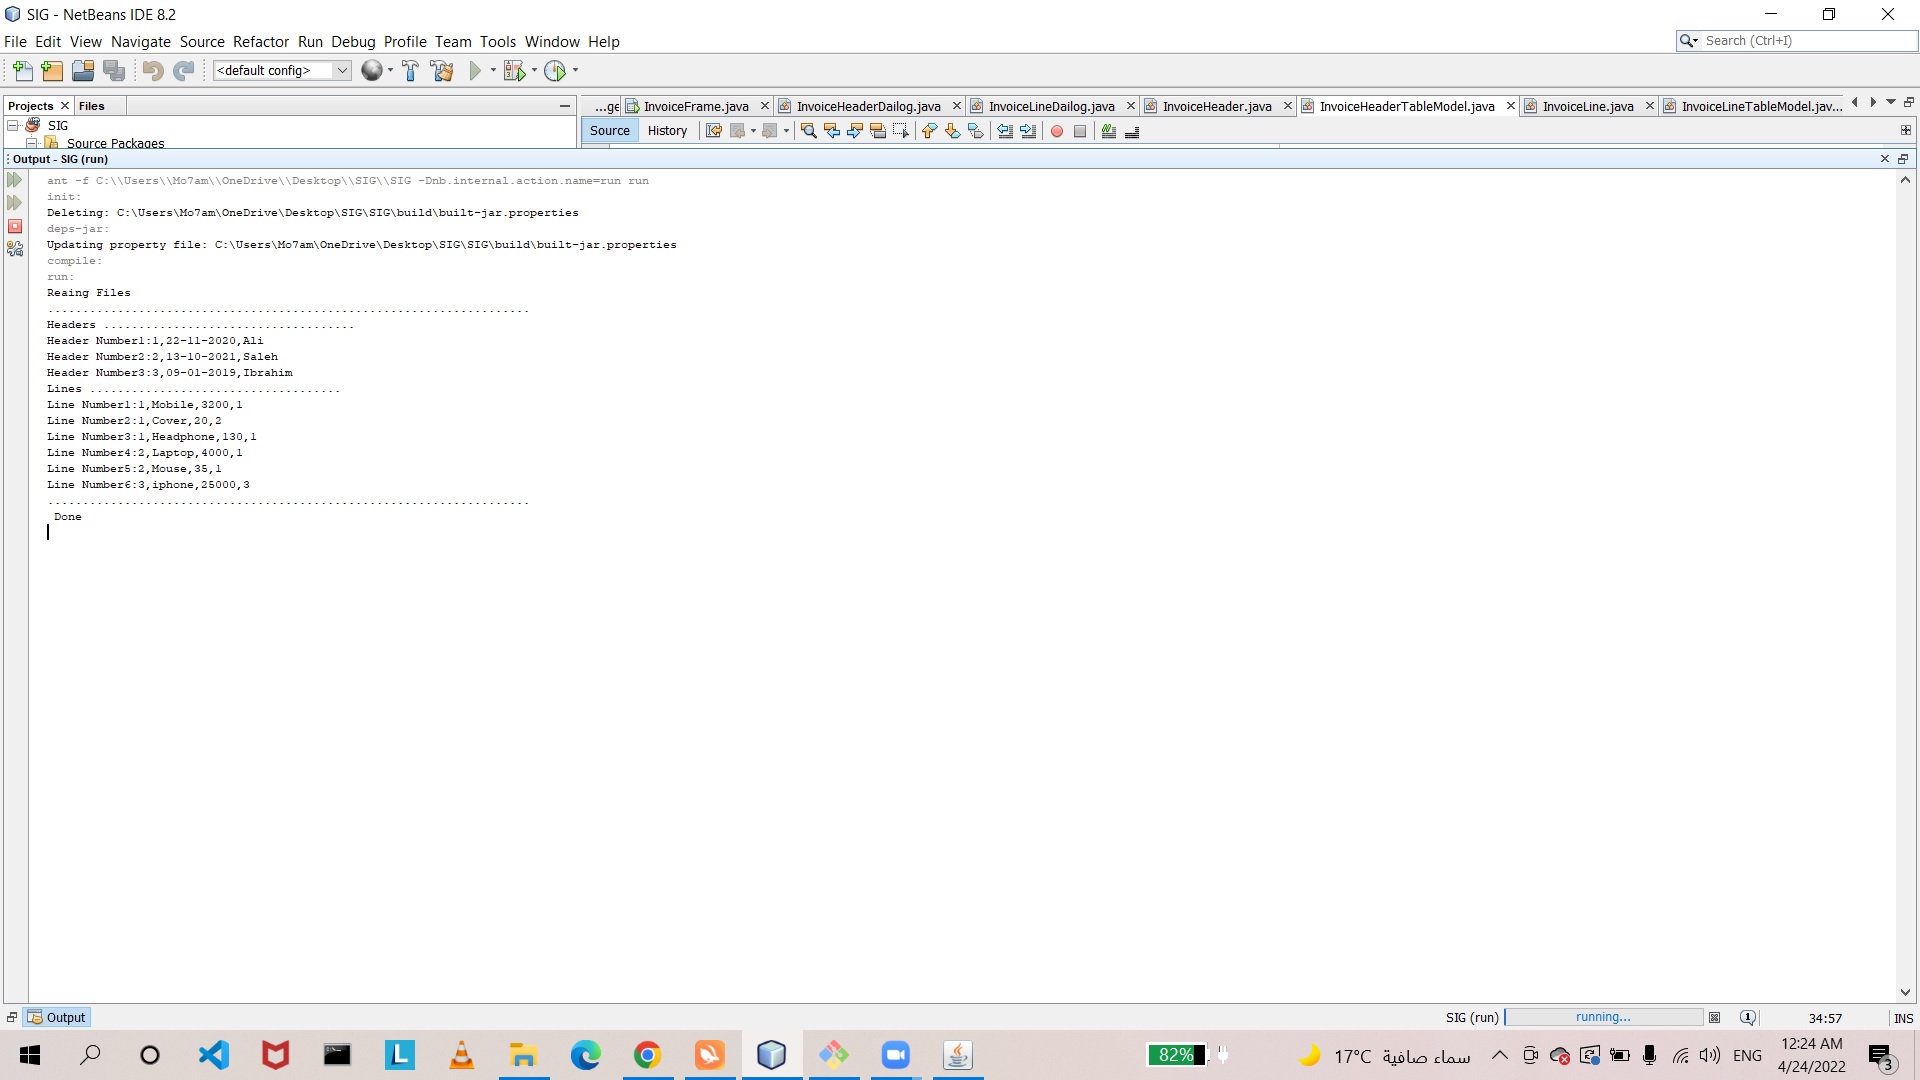 SIG - NetBeans IDE 8.2
File Edit View Navigate Source Refactor Run Debug Profile Team Tools Window Help
Search (Ctrl+I)
<default config>
Projects Files
...ge InvoiceFrame.java InvoiceHeaderDailog.java InvoiceLineDailog.java InvoiceHeader.java InvoiceHeaderTableModel.java InvoiceLine.java InvoiceLineTableModel.jav...
SIG
Source History
Source Packages
Output - SIG (run)
ant -f C:\\Users\\Mo7am\\OneDrive\\Desktop\\SIG\\SIG -Dnb.internal.action.name=run run
init:
Deleting: C:\Users\Mo7am\OneDrive\Desktop\SIG\SIG\build\built-jar.properties
deps-jar:
Updating property file: C:\Users\Mo7am\OneDrive\Desktop\SIG\SIG\build\built-jar.properties
compile:
run:
Reaing Files
.....................................................................
Headers ....................................
Header Number1:1,22-11-2020,Ali
Header Number2:2,13-10-2021,Saleh
Header Number3:3,09-01-2019,Ibrahim
Lines ....................................
Line Number1:1,Mobile,3200,1
Line Number2:1,Cover,20,2
Line Number3:1,Headphone,130,1
Line Number4:2,Laptop,4000,1
Line Number5:2,Mouse,35,1
Line Number6:3,iphone,25000,3
.....................................................................
Done
Output
SIG (run) running... 1 34:57 INS
82% 17°C سماء صافية ENG 12:24 AM
4/24/2022 3